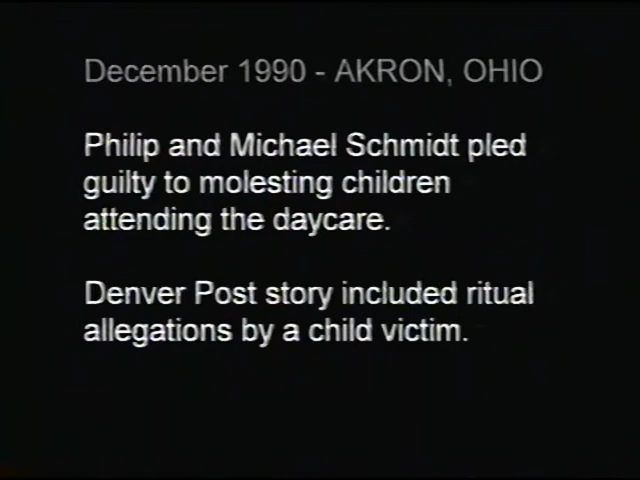 December 1990 - AKRON, OHIO
Philip and Michael Schmidt pled
guilty to molesting children
attending the daycare.
Denver Post story included ritual
allegations by a child victim.